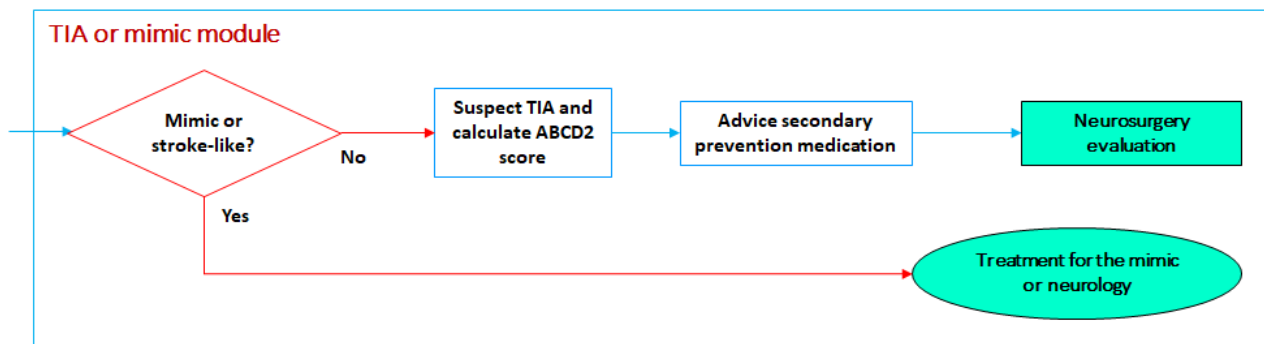 TIA or mimic module
Mimic or
stroke-like?
No
Yes
Suspect TIA and
calculate ABCD2
score
Advice secondary
prevention medication
Neurosurgery
evaluation
Treatment for the mimic
or neurology